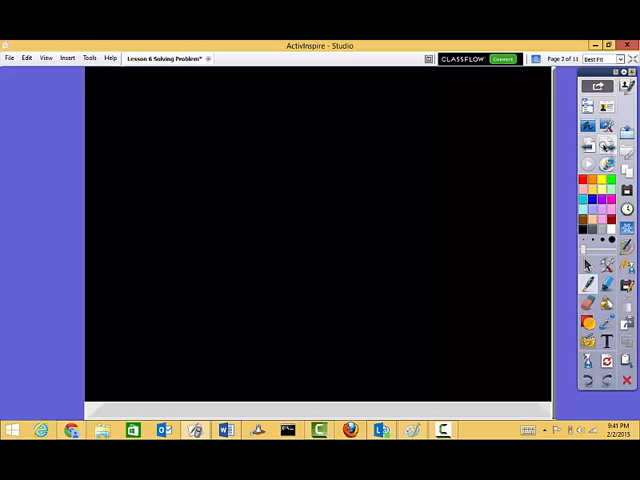 ActivInspire - Studio
File Edit View Insert Tools Help
Lesson 6 Solving Problem*
CLASSFLOW Connect
Page 2 of 11
Best Fit
T
9:41 PM
2/2/2015